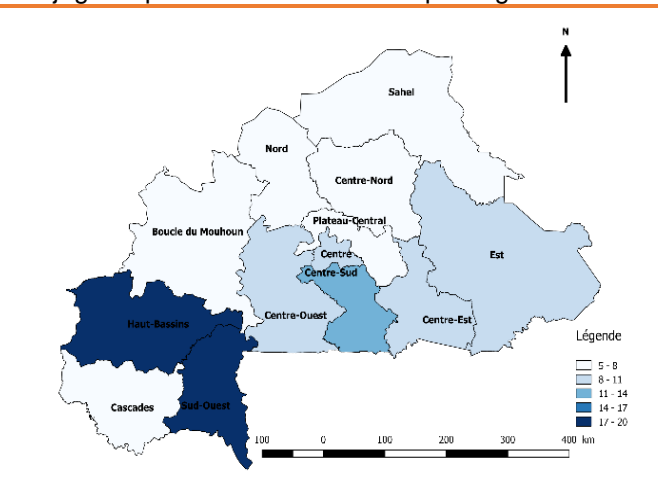 N
Sahel
Nord
Centre-Nord
Plateau-Central
Boucle du Mouhoun
Centre
Est
Centre-Sud
Centre-Ouest
Centre-Est
Haut-Bassins
Cascades
Sud-Ouest
Légende
5 - 8
8 - 11
11 - 14
14 - 17
17 - 20
100 0 100 200 300 400 km